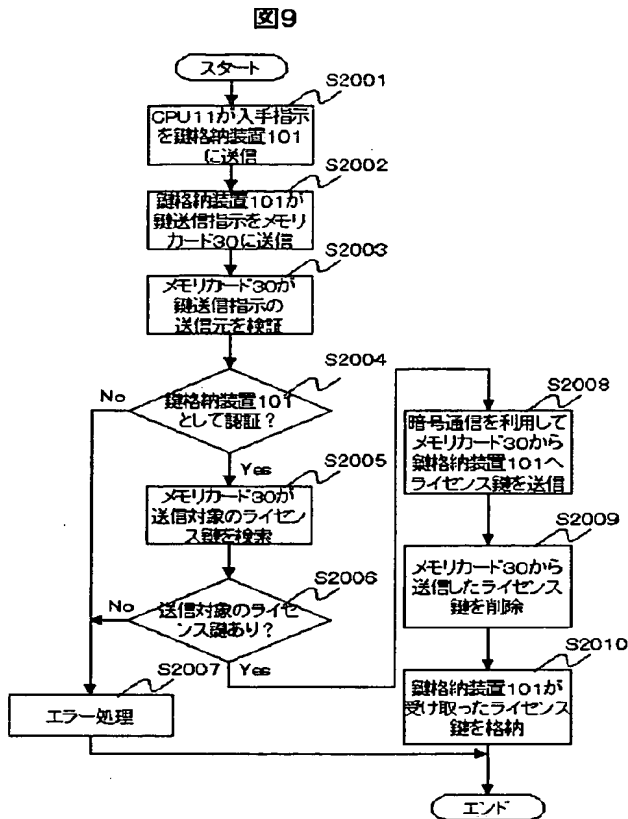 図9
スタート
S2001
CPU11が入手指示
を鍵格納装置101
に送信
S2002
鍵格納装置101が
鍵送信指示をメモリ
カード30に送信
S2003
メモリカード30が
鍵送信指示の
送信元を検証
S2004
No
鍵格納装置101
として認証?
Yes
S2005
メモリカード30が
送信対象のライセン
ス鍵を検索
S2006
No
送信対象のライセ
ンス鍵あり?
Yes
S2007
エラー処理
S2008
暗号通信を利用して
メモリカード30から
鍵格納装置101へ
ライセンス鍵を送信
S2009
メモリカード30から
送信したライセンス
鍵を削除
S2010
鍵格納装置101が
受け取ったライセンス
鍵を格納
エンド